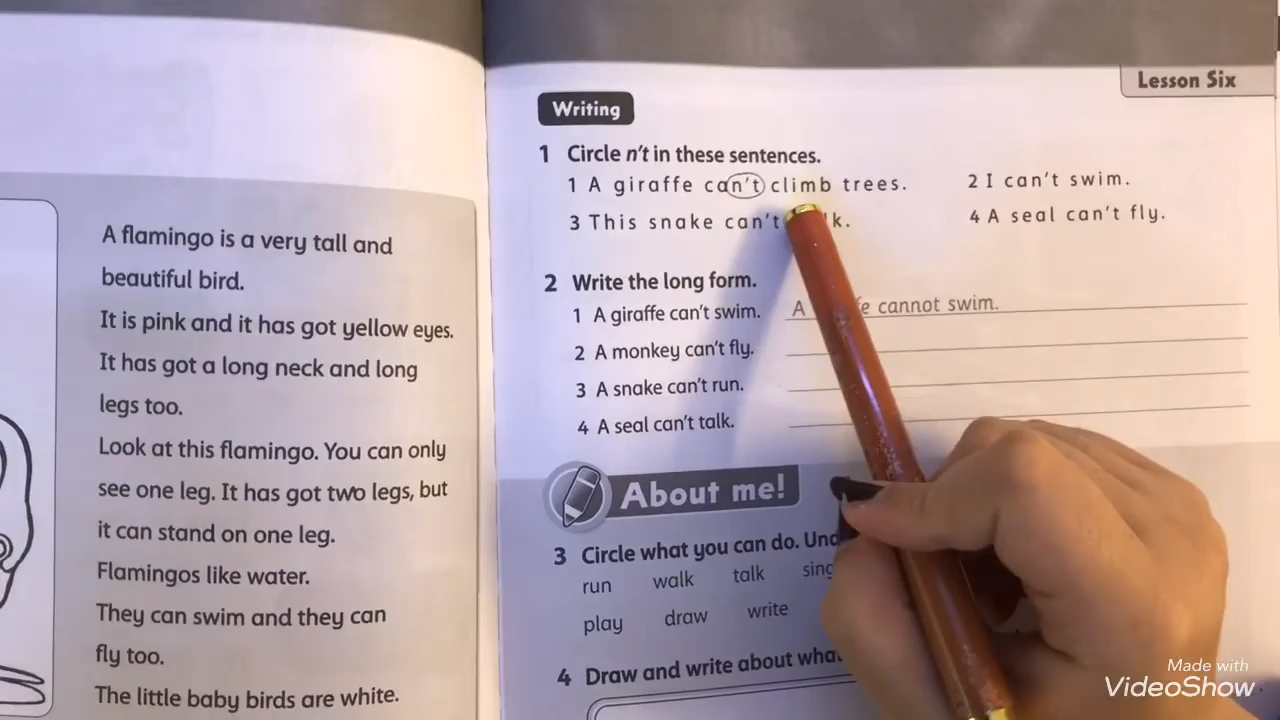 A flamingo is a very tall and
beautiful bird.
It is pink and it has got yellow eyes.
It has got a long neck and long
legs too.
Look at this flamingo. You can only
see one leg. It has got two legs, but
it can stand on one leg.
Flamingos like water.
They can swim and they can
fly too.
The little baby birds are white.
Lesson Six
Writing
1 Circle n't in these sentences.
1 A giraffe can't climb trees. 2 I can't swim.
3 This snake can't 4 A seal can't fly.
2 Write the long form.
1 A giraffe can't swim. A cannot swim.
2 A monkey can't fly.
3 A snake can't run.
4 A seal can't talk.
About me!
3 Circle what you can do.
run walk talk sing
play draw write
4 Draw and write about
Made with
VideoShow